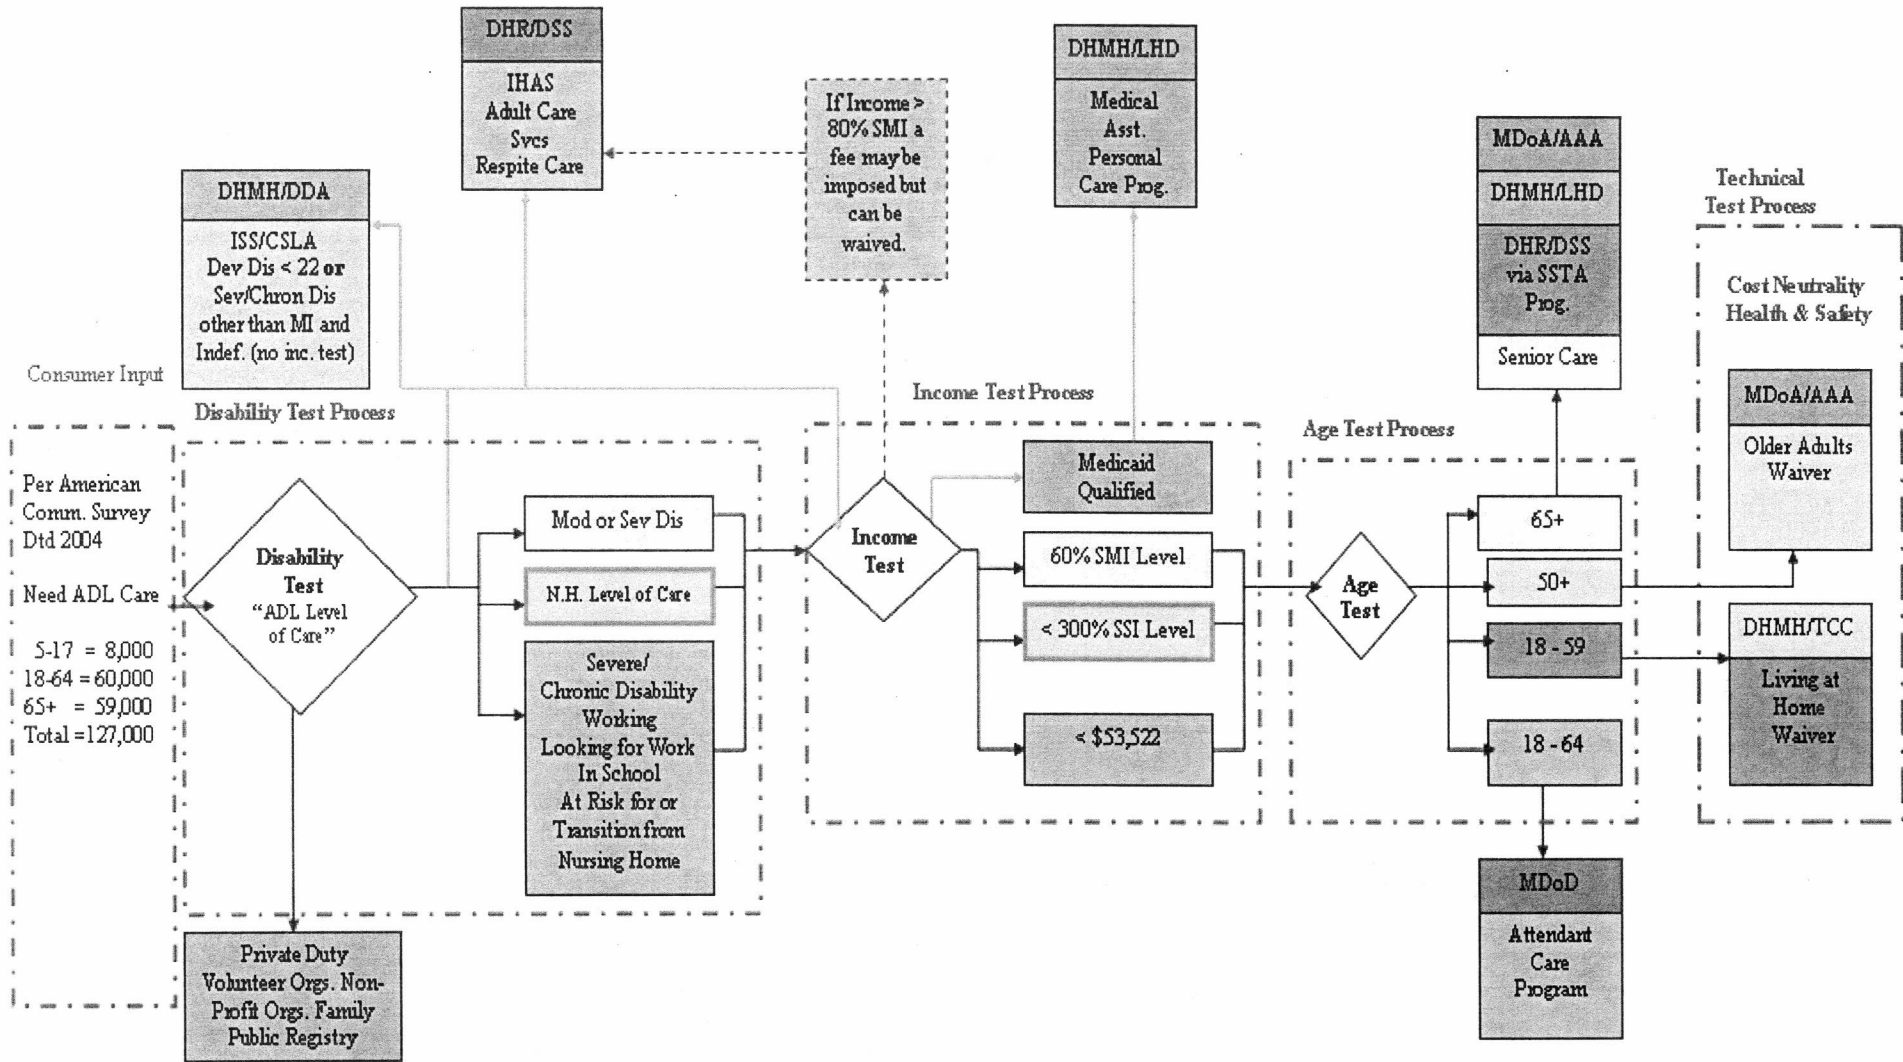 DHR/DSS
IHAS
Adult Care
Svcs
Respite Care
DHMH/DDA
ISS/CSLA
Dev Dis < 22 or
Sev/Chron Dis
other than MI and
Indef. (no inc. test)
If Income >
80% SMI a
fee may be
imposed but
can be
waived.
DHMH/LHD
Medical
Asst.
Personal
Care Prog.
MDoA/AAA
DHMH/LHD
DHR/DSS
via SSTA
Prog.
Senior Care
Technical
Test Process
Cost Neutrality
Health & Safety
MDoA/AAA
Older Adults
Waiver
DHMH/TCC
Living at
Home
Waiver
Consumer Input
Per American
Comm. Survey
Dtd 2004
Need ADL Care
5-17 = 8,000
18-64 = 60,000
65+ = 59,000
Total =127,000
Disability Test Process
Disability
Test
“ADL Level
of Care”
Mod or Sev Dis
N.H. Level of Care
Severe/
Chronic Disability
Working
Looking for Work
In School
At Risk for or
Transition from
Nursing Home
Private Duty
Volunteer Orgs. Non-
Profit Orgs. Family
Public Registry
Income Test Process
Income
Test
Medicaid
Qualified
60% SMI Level
< 300% SSI Level
< $53,522
Age Test Process
Age
Test
65+
50+
18 - 59
18 - 64
MDoD
Attendant
Care
Program